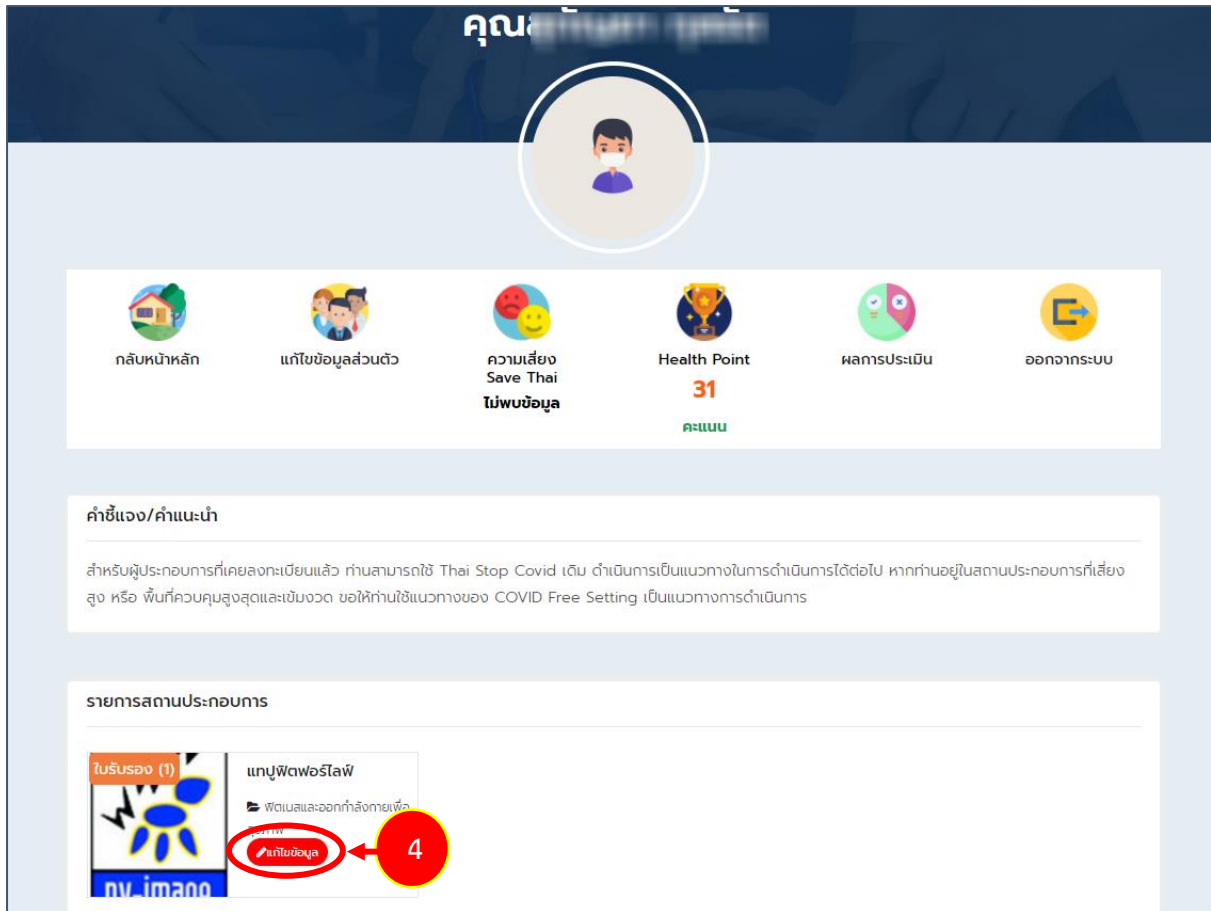 คุณ
กลับหน้าหลัก
แก้ไขข้อมูลส่วนตัว
ความเสี่ยง
Save Thai
ไม่พบข้อมูล
Health Point
31
คะแนน
ผลการประเมิน
ออกจากระบบ
คำชี้แจง/คำแนะนำ
สำหรับผู้ประกอบการที่เคยลงทะเบียนแล้ว ท่านสามารถใช้ Thai Stop Covid เดิม ดำเนินการเป็นแนวทางในการดำเนินการได้ต่อไป หากท่านอยู่ในสถานประกอบการที่เสี่ยง
สูง หรือ พื้นที่ควบคุมสูงสุดและเข้มงวด ขอให้ท่านใช้แนวทางของ COVID Free Setting เป็นแนวทางการดำเนินการ
รายการสถานประกอบการ
ใบรับรอง (1)
แทปูฟิตฟอร์ไลฟ์
ฟิตเนสและออกกำลังกายเพื่อ
สุขภาพ
แก้ไขข้อมูล
4